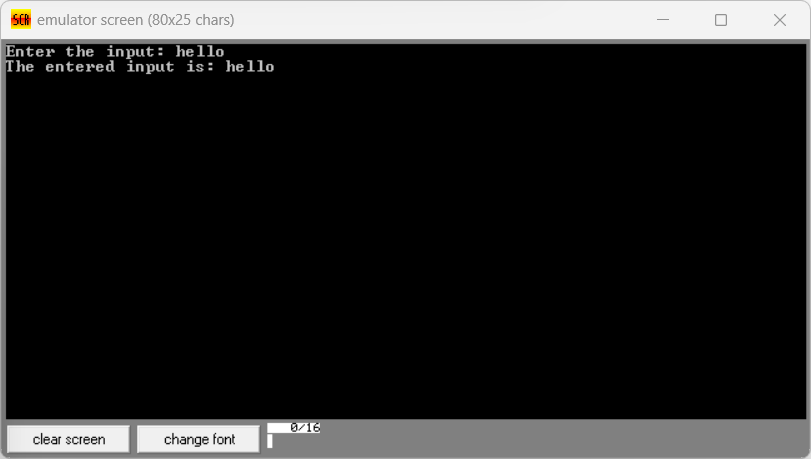 SCR
emulator screen (80x25 chars)
Enter the input: hello
The entered input is: hello
clear screen
change font
0/16